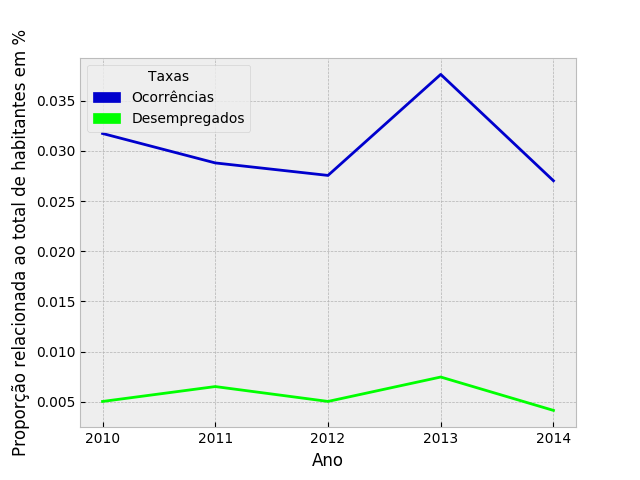 Proporção relacionada ao total de habitantes em %
0.035
0.030
0.025
0.020
0.015
0.010
0.005
Taxas
Ocorrências
Desempregados
2010 2011 2012 2013 2014
Ano